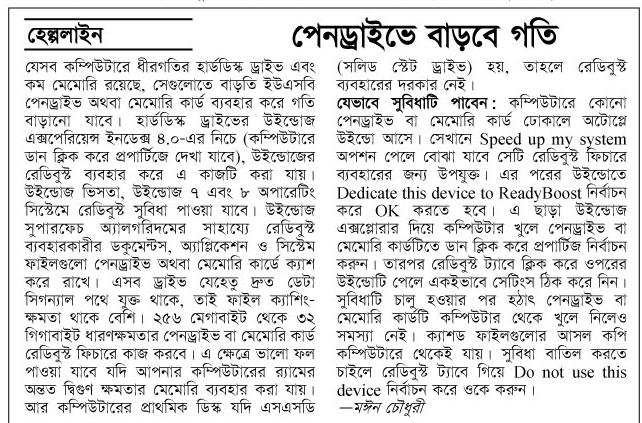 হেল্পলাইন
পেনড্রাইভে বাড়বে গতি
যেসব কম্পিউটারে ধীরগতির হার্ডডিস্ক ড্রাইভ এবং
কম মেমোরি রয়েছে, সেগুলোতে বাড়তি ইউএসবি
পেনড্রাইভ অথবা মেমোরি কার্ড ব্যবহার করে গতি
বাড়ানো যাবে। হার্ডডিস্ক ড্রাইভের উইন্ডোজ
এক্সপেরিয়েন্স ইনডেক্স ৪.০-এর নিচে (কম্পিউটারে
ডান ক্লিক করে প্রপার্টিজে দেখা যাবে), উইন্ডোজের
রেডিবুস্ট ব্যবহার করে এ কাজটি করা যায়।
উইন্ডোজ ভিসতা, উইন্ডোজ ৭ এবং ৮ অপারেটিং
সিস্টেমে রেডিবুস্ট সুবিধা পাওয়া যাবে। উইন্ডোজ
সুপারফেচ অ্যালগরিদমের সাহায্যে রেডিবুস্ট
ব্যবহারকারীর ডকুমেন্টস, অ্যাপ্লিকেশন ও সিস্টেম
ফাইলগুলো পেনড্রাইভ অথবা মেমোরি কার্ডে ক্যাশ
করে রাখে। এসব ড্রাইভ যেহেতু দ্রুত ডেটা
সিগন্যাল পথে যুক্ত থাকে, তাই ফাইল ক্যাশিং-
ক্ষমতা থাকে বেশি। ২৫৬ মেগাবাইট থেকে ৩২
গিগাবাইট ধারণক্ষমতার পেনড্রাইভ বা মেমোরি কার্ড
রেডিবুস্ট ফিচারে কাজ করবে। এ ক্ষেত্রে ভালো ফল
পাওয়া যাবে যদি আপনার কম্পিউটারের র‍্যামের
অন্তত দ্বিগুণ ক্ষমতার মেমোরি ব্যবহার করা যায়।
আর কম্পিউটারের প্রাথমিক ডিস্ক যদি এসএসডি
(সলিড স্টেট ড্রাইভ) হয়, তাহলে রেডিবুস্ট
ব্যবহারের দরকার নেই।
যেভাবে সুবিধাটি পাবেন : কম্পিউটারে কোনো
পেনড্রাইভ বা মেমোরি কার্ড ঢোকালে অটোপ্লে
উইন্ডো আসে। সেখানে Speed up my system
অপশন পেলে বোঝা যাবে সেটি রেডিবুস্ট ফিচারে
ব্যবহারের জন্য উপযুক্ত। এর পরের উইন্ডোতে
Dedicate this device to ReadyBoost নির্বাচন
করে OK করতে হবে। এ ছাড়া উইন্ডোজ
এক্সপ্লোরার দিয়ে কম্পিউটার খুলে পেনড্রাইভ বা
মেমোরি কার্ডটিতে ডান ক্লিক করে প্রপার্টিজ নির্বাচন
করুন। তারপর রেডিবুস্ট ট্যাবে ক্লিক করে ওপরের
উইন্ডোটি পেলে একইভাবে সেটিংস ঠিক করে নিন।
সুবিধাটি চালু হওয়ার পর হঠাৎ পেনড্রাইভ বা
মেমোরি কার্ডটি কম্পিউটার থেকে খুলে নিলেও
সমস্যা নেই। ক্যাশড ফাইলগুলোর আসল কপি
কম্পিউটারে থেকেই যায়। সুবিধা বাতিল করতে
চাইলে রেডিবুস্ট ট্যাবে গিয়ে Do not use this
device নির্বাচন করে ওকে করুন।
—মঈন চৌধুরী